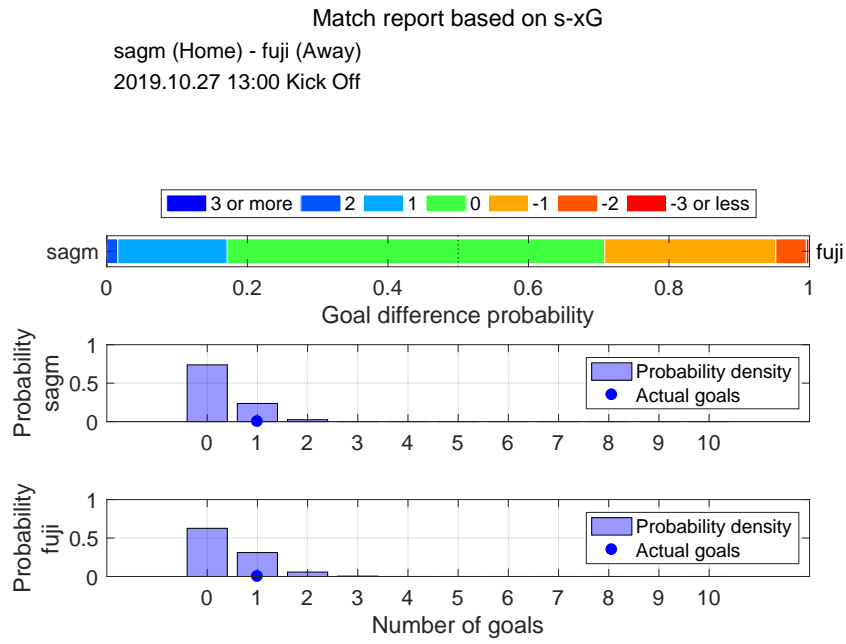 Match report based on s-xG
sagm (Home) - fuji (Away)
2019.10.27 13:00 Kick Off
3 or more 2 1 0 -1 -2 -3 or less
sagm fuji
0 0.2 0.4 0.6 0.8 1
Goal difference probability
Probability
sagm
1
0.5
0
Probability density
Actual goals
0 1 2 3 4 5 6 7 8 9 10
Probability
fuji
1
0.5
0
Probability density
Actual goals
0 1 2 3 4 5 6 7 8 9 10
Number of goals